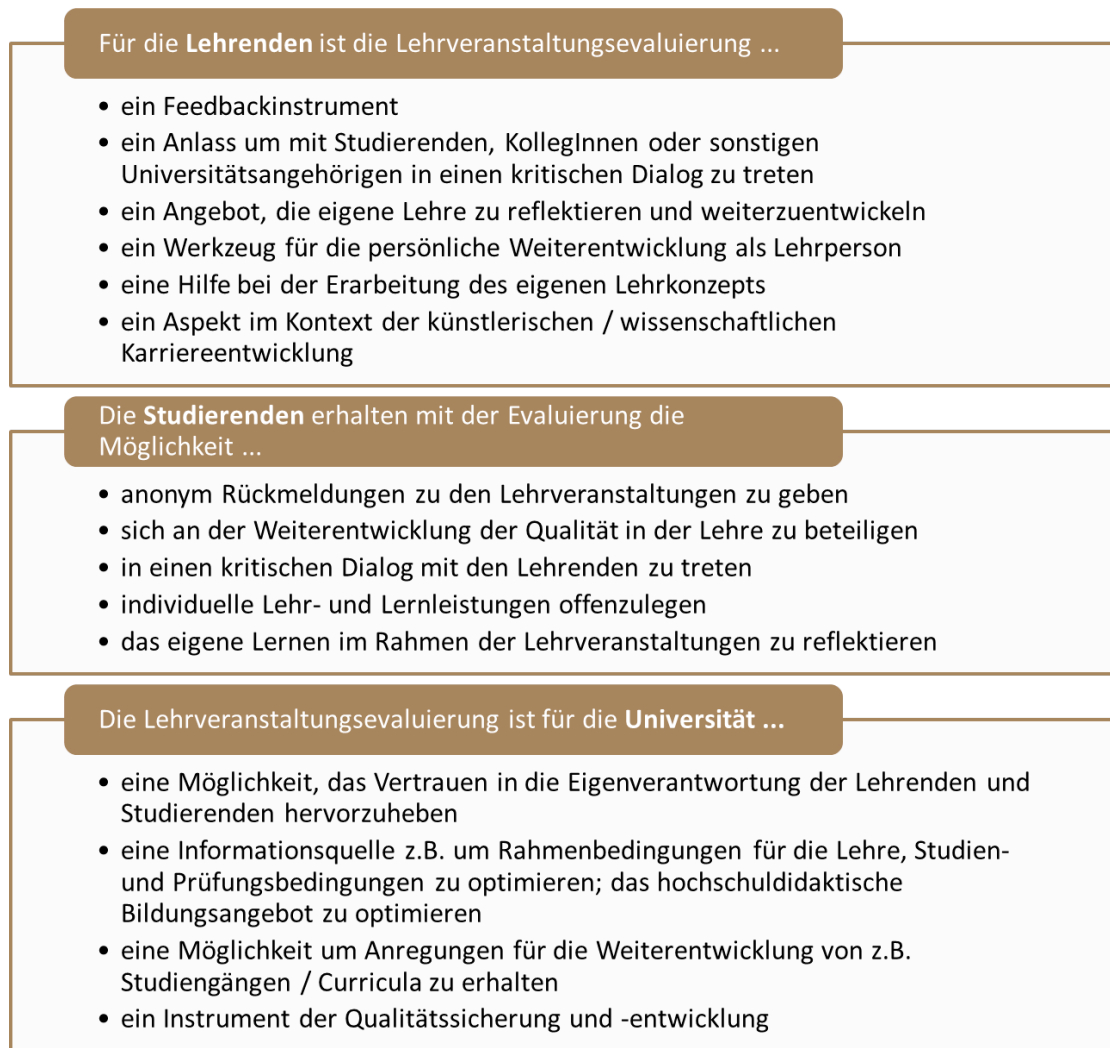 Für die Lehrenden ist die Lehrveranstaltungsevaluierung ...
• ein Feedbackinstrument
• ein Anlass um mit Studierenden, KollegInnen oder sonstigen
Universitätsangehörigen in einen kritischen Dialog zu treten
• ein Angebot, die eigene Lehre zu reflektieren und weiterzuentwickeln
• ein Werkzeug für die persönliche Weiterentwicklung als Lehrperson
• eine Hilfe bei der Erarbeitung des eigenen Lehrkonzepts
• ein Aspekt im Kontext der künstlerischen / wissenschaftlichen
Karriereentwicklung
Die Studierenden erhalten mit der Evaluierung die
Möglichkeit ...
• anonym Rückmeldungen zu den Lehrveranstaltungen zu geben
• sich an der Weiterentwicklung der Qualität in der Lehre zu beteiligen
• in einen kritischen Dialog mit den Lehrenden zu treten
• individuelle Lehr- und Lernleistungen offenzulegen
• das eigene Lernen im Rahmen der Lehrveranstaltungen zu reflektieren
Die Lehrveranstaltungsevaluierung ist für die Universität ...
• eine Möglichkeit, das Vertrauen in die Eigenverantwortung der Lehrenden und
Studierenden hervorzuheben
• eine Informationsquelle z.B. um Rahmenbedingungen für die Lehre, Studien-
und Prüfungsbedingungen zu optimieren; das hochschuldidaktische
Bildungsangebot zu optimieren
• eine Möglichkeit um Anregungen für die Weiterentwicklung von z.B.
Studiengängen / Curricula zu erhalten
• ein Instrument der Qualitätssicherung und -entwicklung